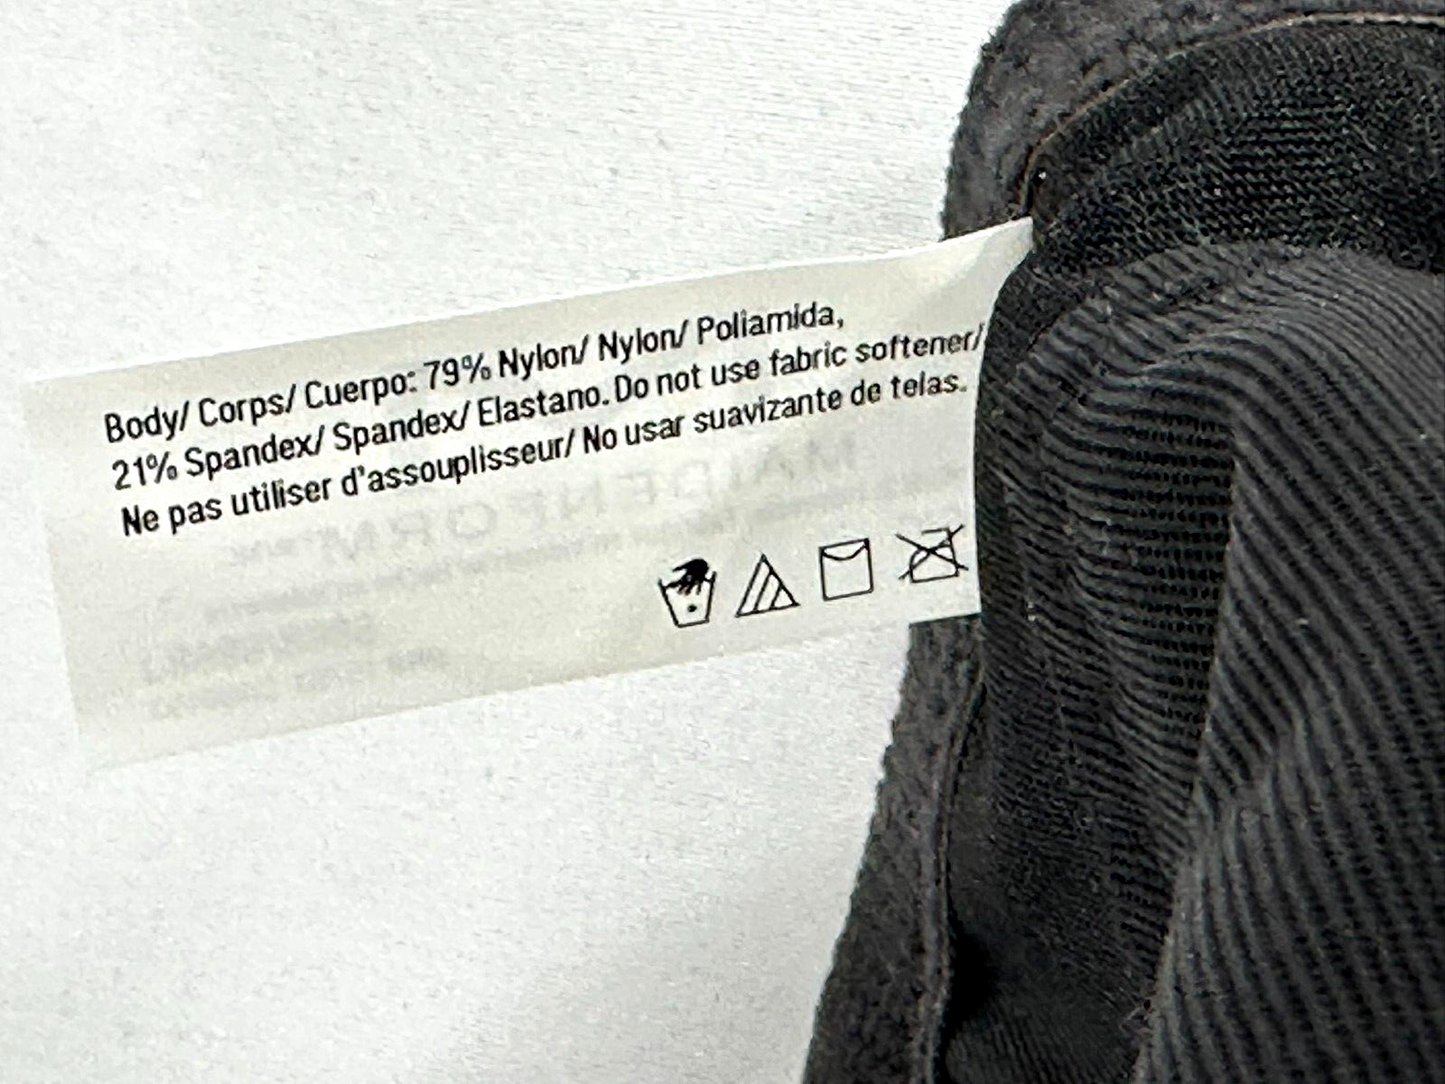 Body/ Corps/ Cuerpo: 79% Nylon/ Nylon/ Poliamida,
21% Spandex/ Spandex/ Elastano. Do not use fabric softener/
Ne pas utiliser d'assouplisseur/ No usar suavizante de telas.
MAIDENFORM